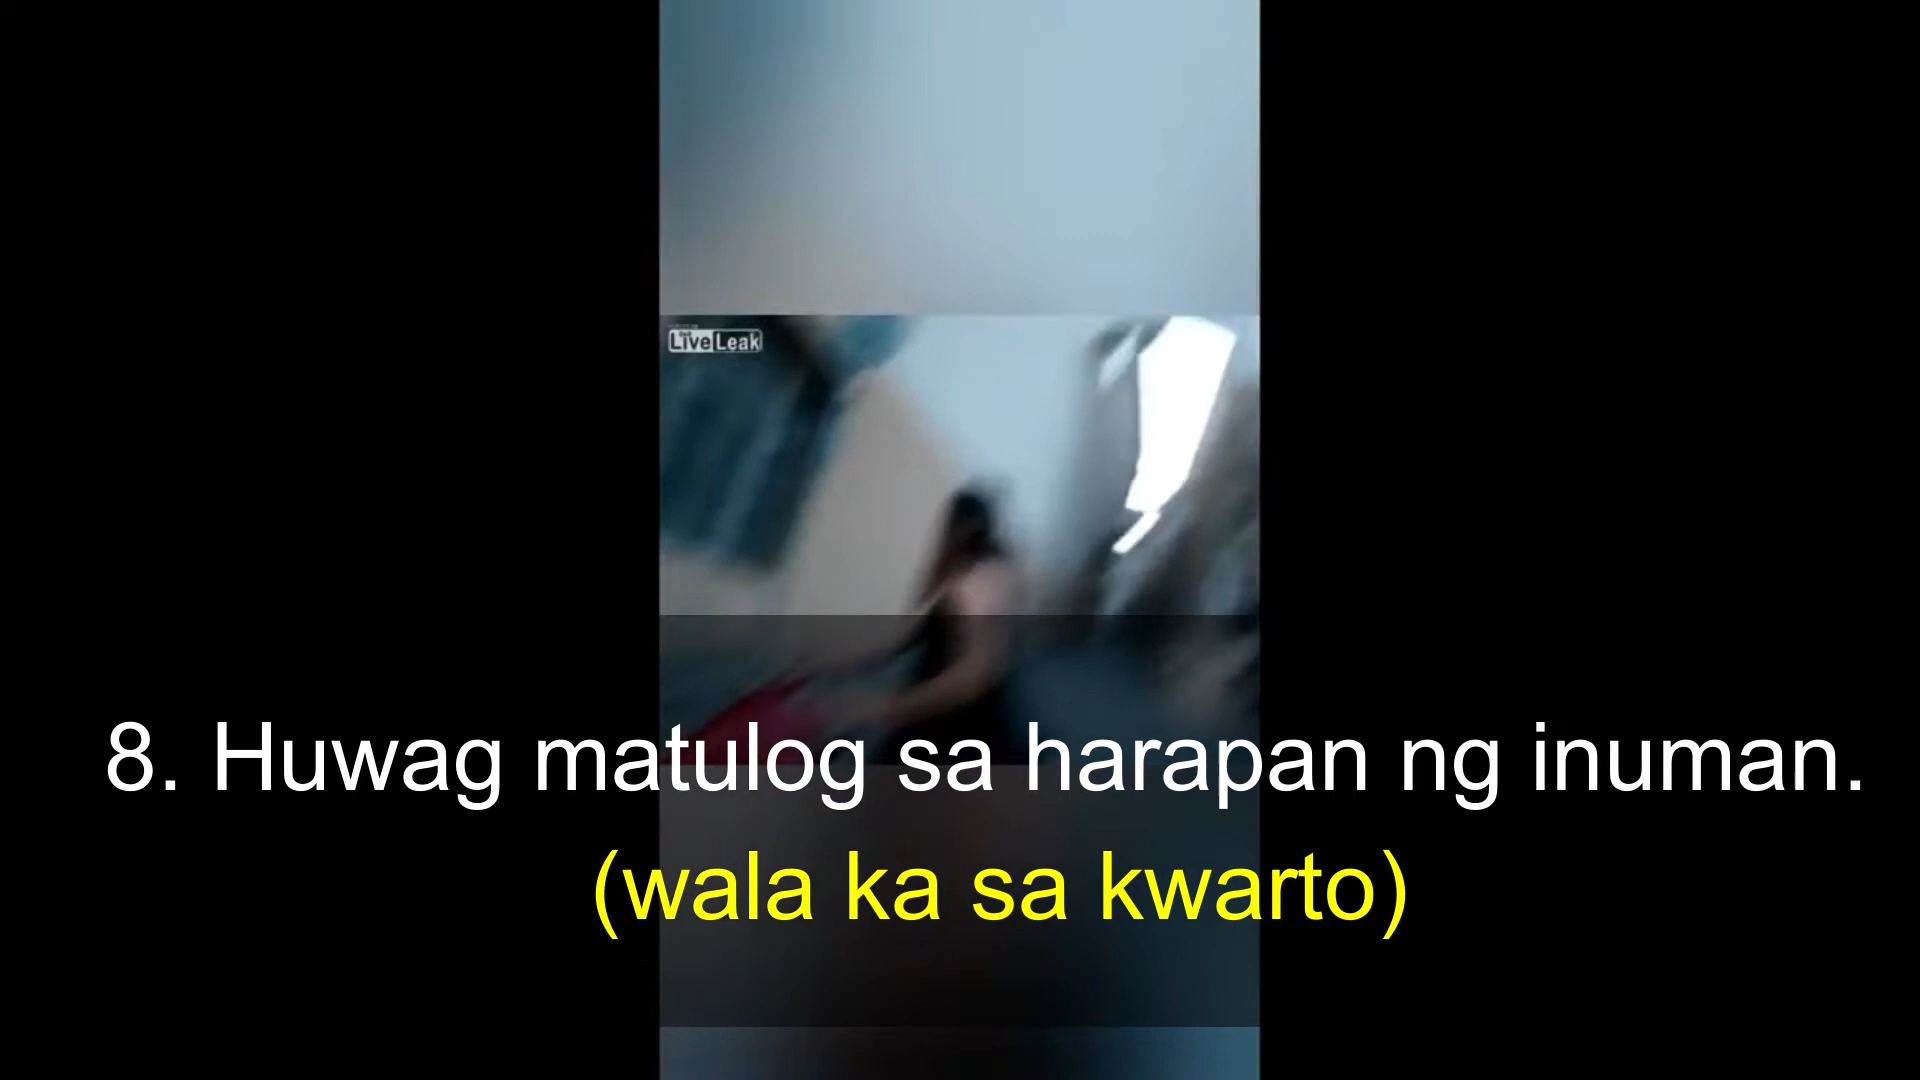 LiveLeak
8. Huwag matulog sa harapan ng inuman.
(wala ka sa kwarto)